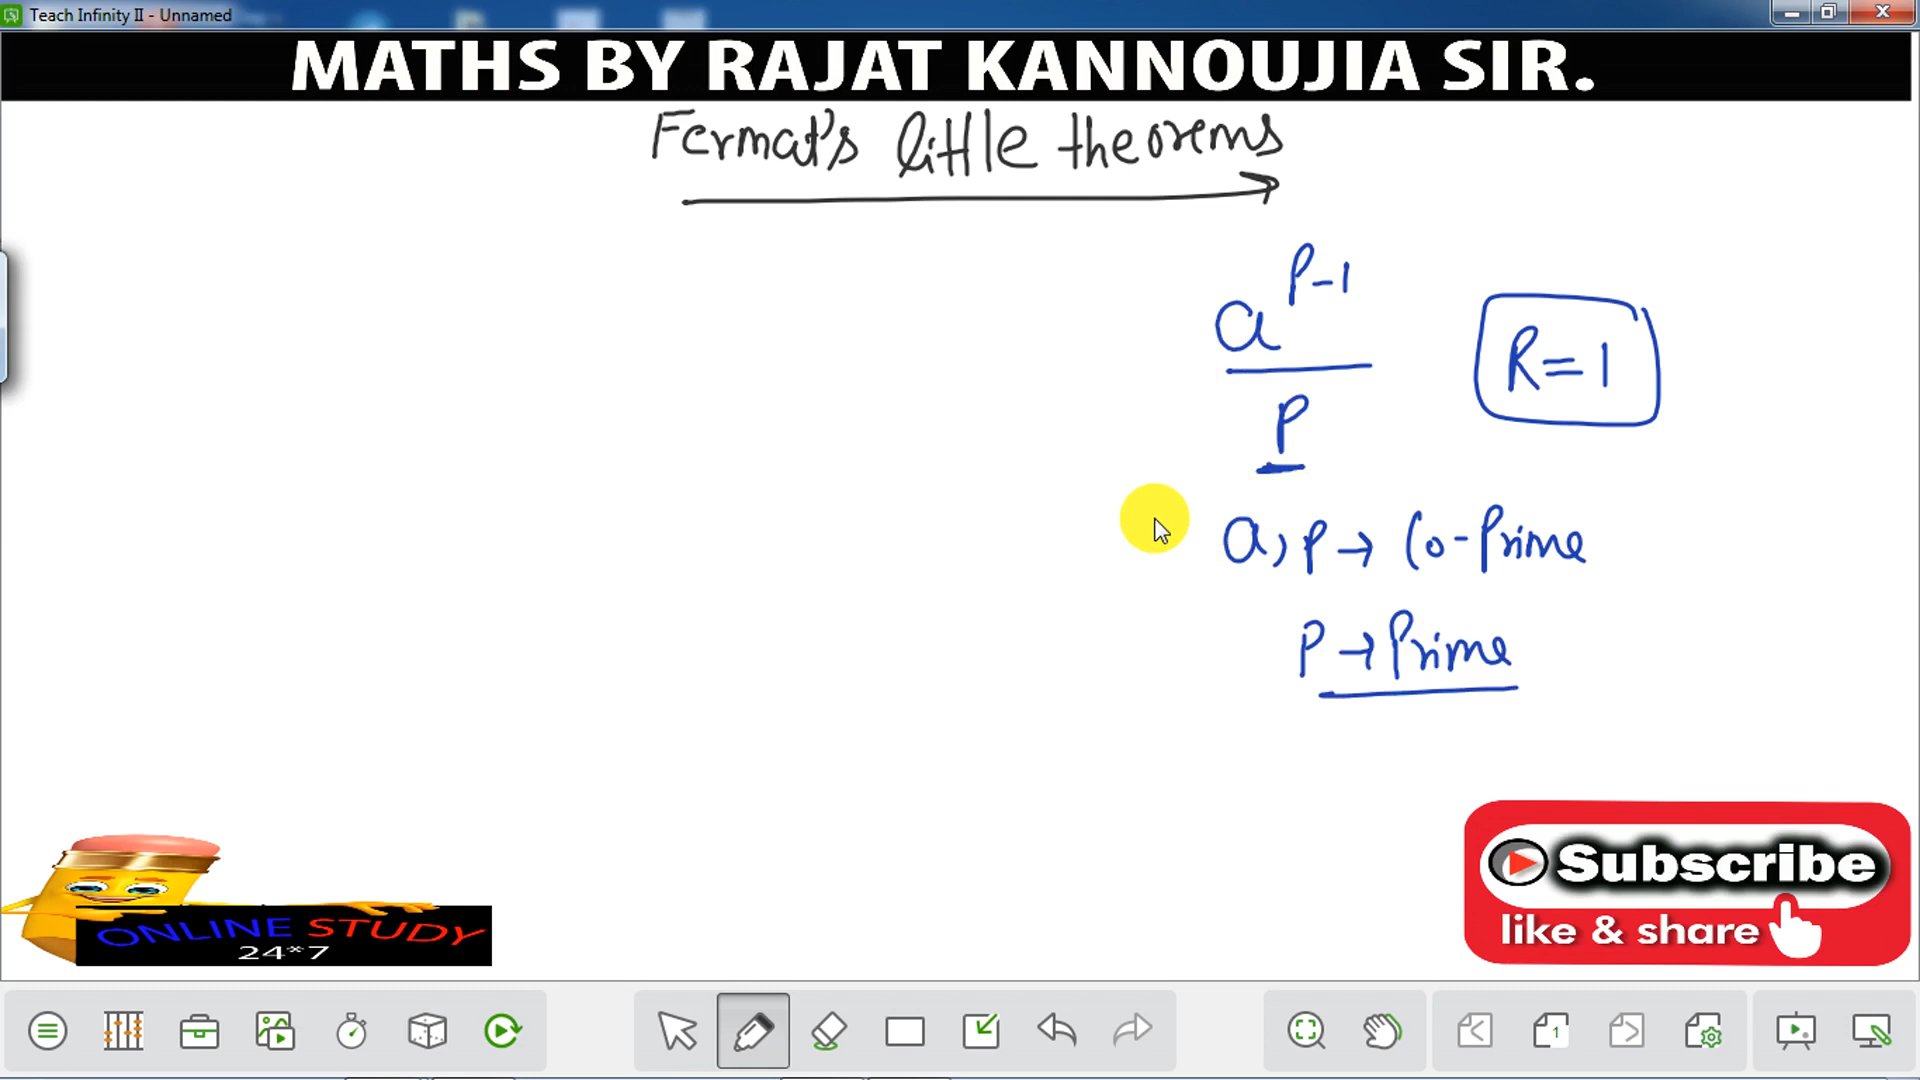 Teach Infinity II - Unnamed
MATHS BY RAJAT KANNOUJIA SIR.
Fermat's little theorems
a^{P-1}
P
R=1
a, P → Co-Prime
P → Prime
ONLINE STUDY
24*7
Subscribe
like & share
1